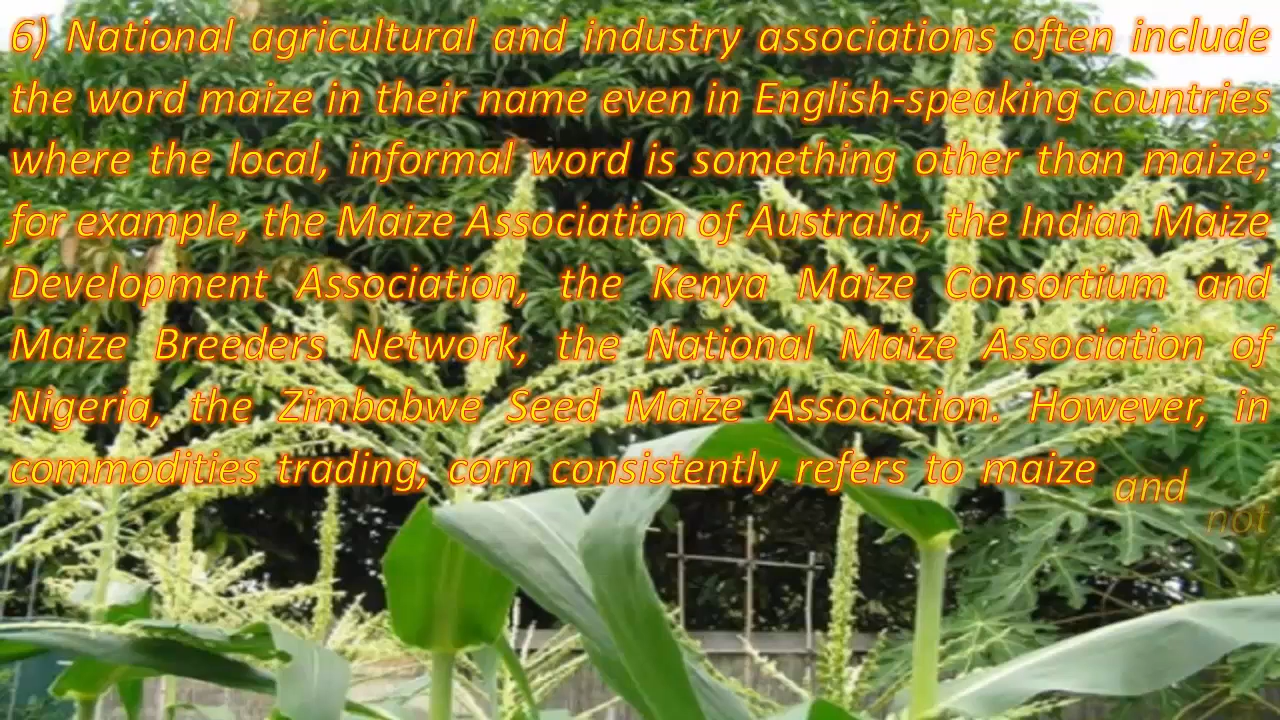 6) National agricultural and industry associations often include
the word maize in their name even in English-speaking countries
where the local, informal word is something other than maize;
for example, the Maize Association of Australia, the Indian Maize
Development Association, the Kenya Maize Consortium and
Maize Breeders Network, the National Maize Association of
Nigeria, the Zimbabwe Seed Maize Association. However, in
commodities trading, corn consistently refers to maize and
not